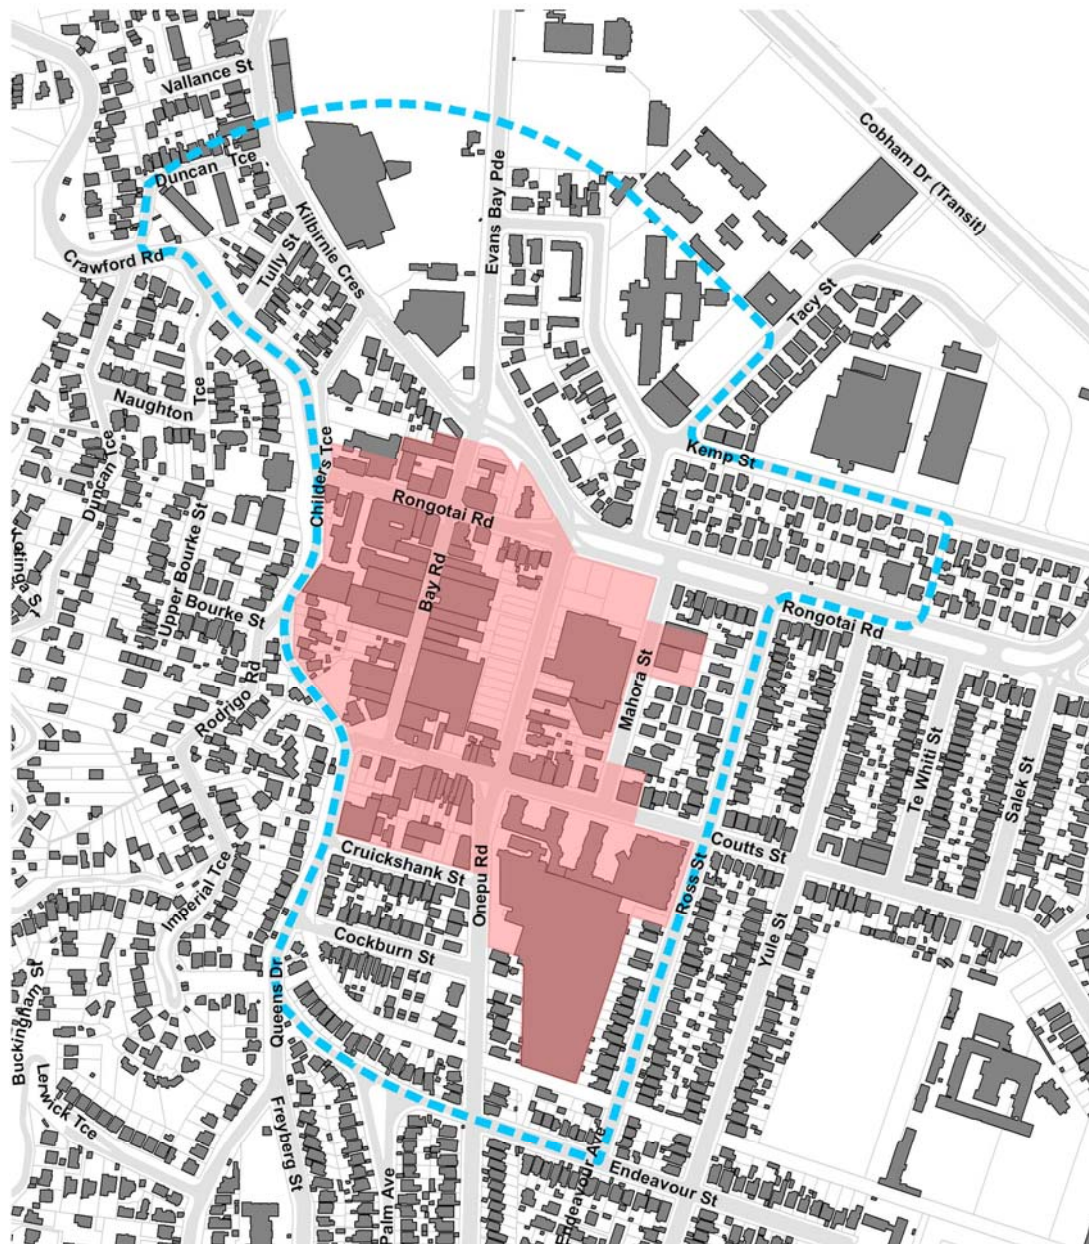 Vallance St
Duncan Tce
Cobham Dr (Transit)
Evans Bay Pde
Kilbirnie Cres
Crawford Rd
Tully St
Tacy St
Naughton
Tce
Kemp St
Duncan Tce
Childers Tce
Rongotai Rd
Upper Bourke St
Bay Rd
Bourke St
Rongotai Rd
Rodrigo Rd
Mahora St
Te Whiti St
Salek St
Coutts St
Cruickshank St
Onepu Rd
Ross St
Imperial Tce
Cockburn St
Yule St
Queens Dr
Buckingham St
Lerwick Tce
Freyberg St
Palm Ave
Endeavour Ave
Endeavour St